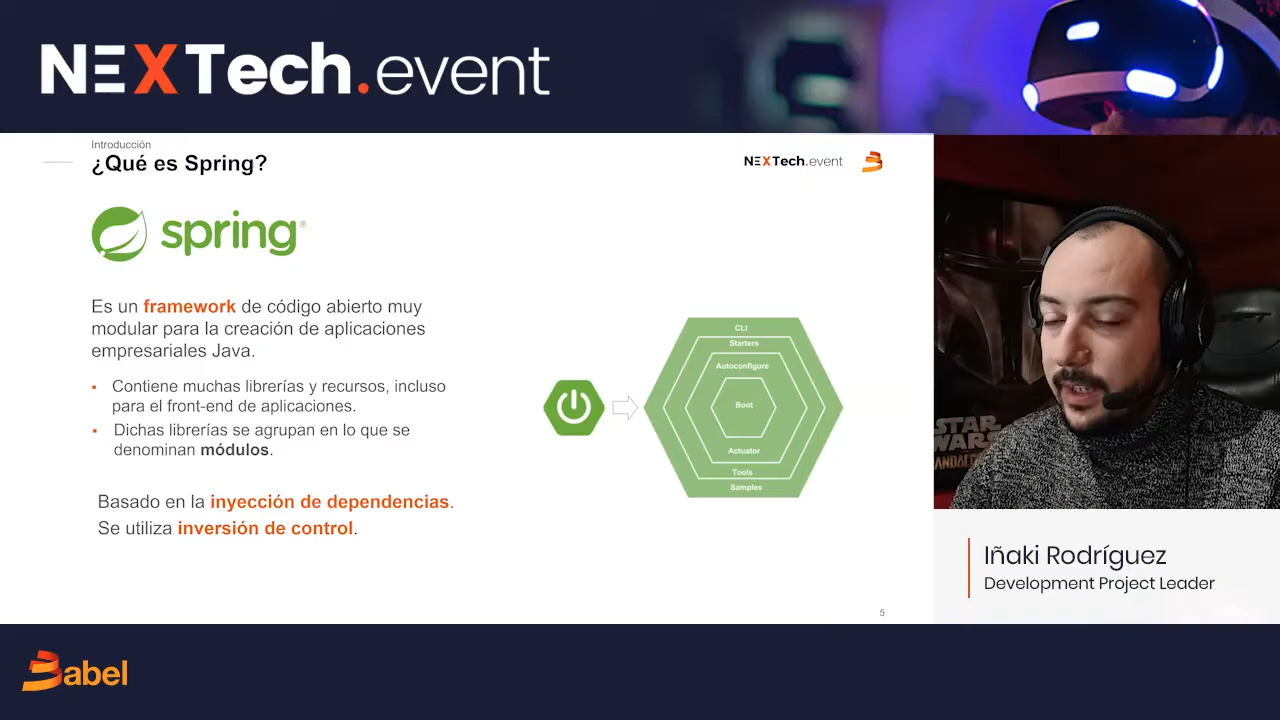 NEXTech.event
Introducción
¿Qué es Spring?
NEXTech.event
spring®
Es un framework de código abierto muy
modular para la creación de aplicaciones
empresariales Java.
▪ Contiene muchas librerías y recursos, incluso
para el front-end de aplicaciones.
▪ Dichas librerías se agrupan en lo que se
denominan módulos.
Basado en la inyección de dependencias.
Se utiliza inversión de control.
CLI
Starters
Autoconfigure
Boot
Actuator
Tools
Samples
5
STAR
WARS
Iñaki Rodríguez
Development Project Leader
Babel